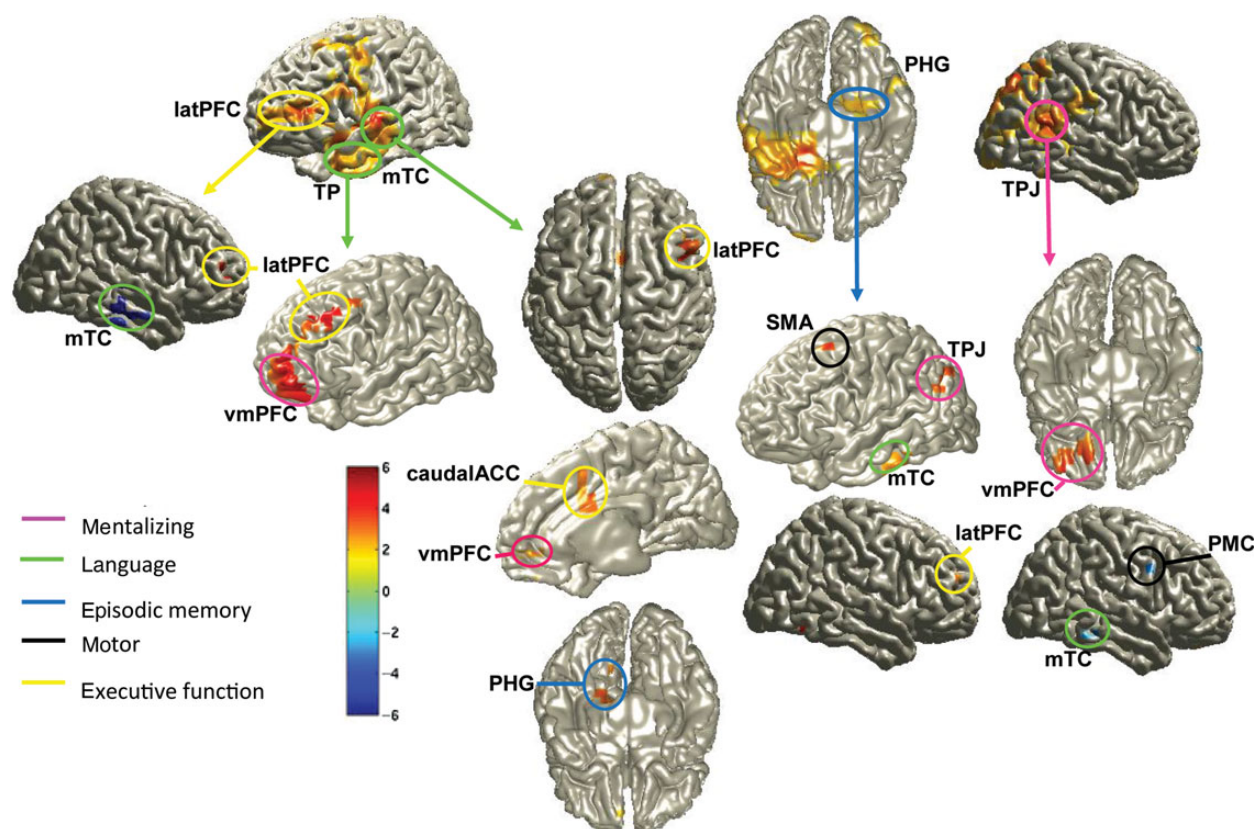 PHG
latPFC
TP
mTC
TPJ
latPFC
latPFC
mTC
vmPFC
SMA
TPJ
mTC
vmPFC
caudalACC
vmPFC
latPFC
PMC
mTC
PHG
6
4
2
0
-2
-4
-6
Mentalizing
Language
Episodic memory
Motor
Executive function